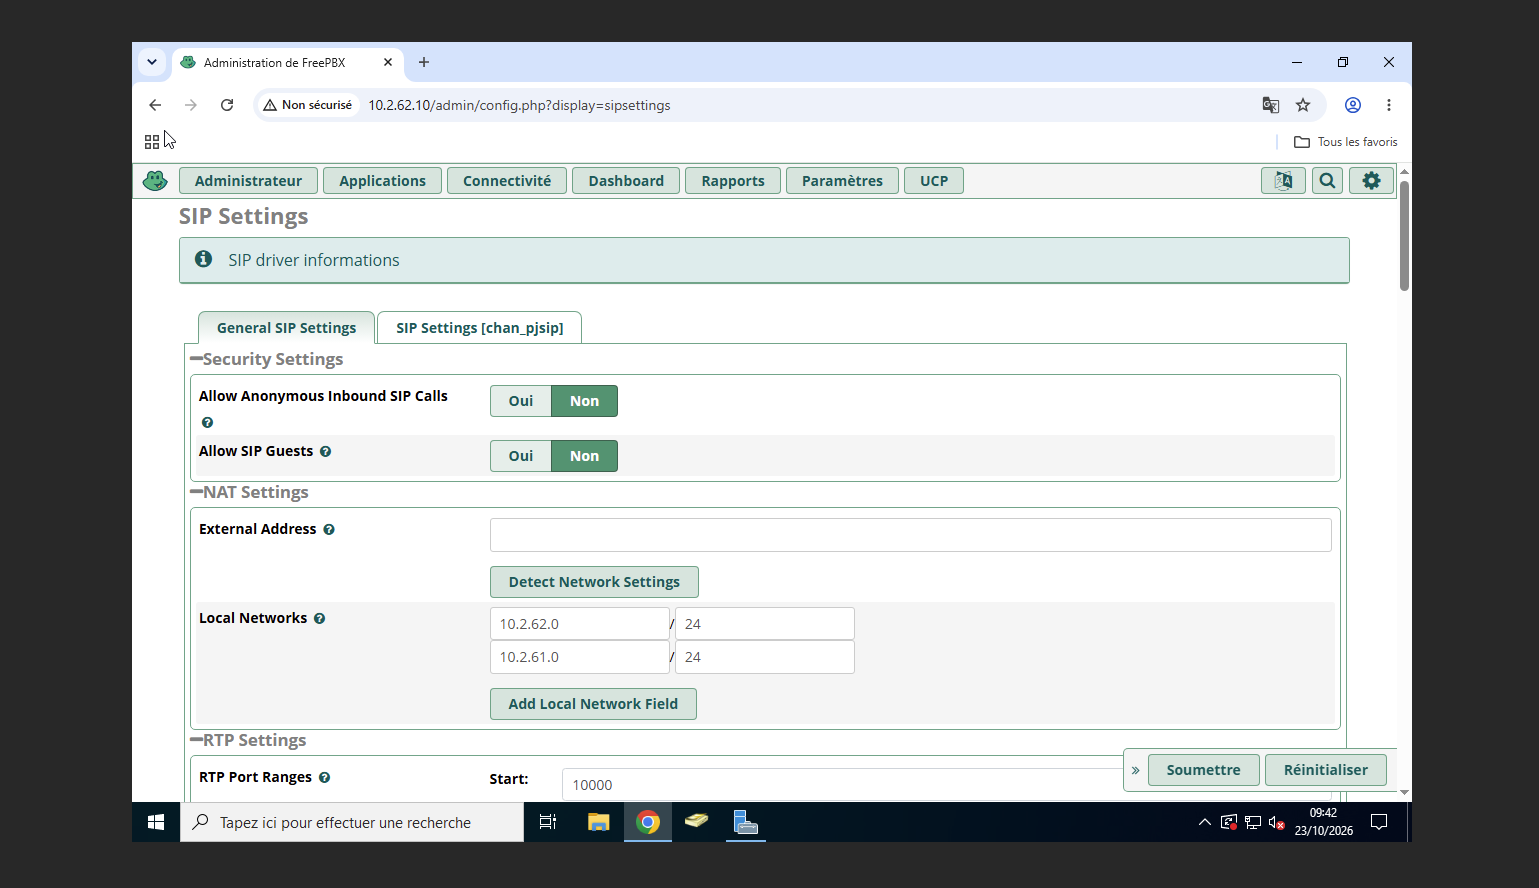 Administration de FreePBX
Non sécurisé 10.2.62.10/admin/config.php?display=sipsettings
Tous les favoris
Administrateur Applications Connectivité Dashboard Rapports Paramètres UCP
SIP Settings
SIP driver informations
General SIP Settings SIP Settings [chan_pjsip]
Security Settings
Allow Anonymous Inbound SIP Calls Oui Non
Allow SIP Guests Oui Non
NAT Settings
External Address
Detect Network Settings
Local Networks 10.2.62.0 / 24
10.2.61.0 / 24
Add Local Network Field
RTP Settings
RTP Port Ranges Start: 10000
» Soumettre Réinitialiser
Tapez ici pour effectuer une recherche
09:42
23/10/2026